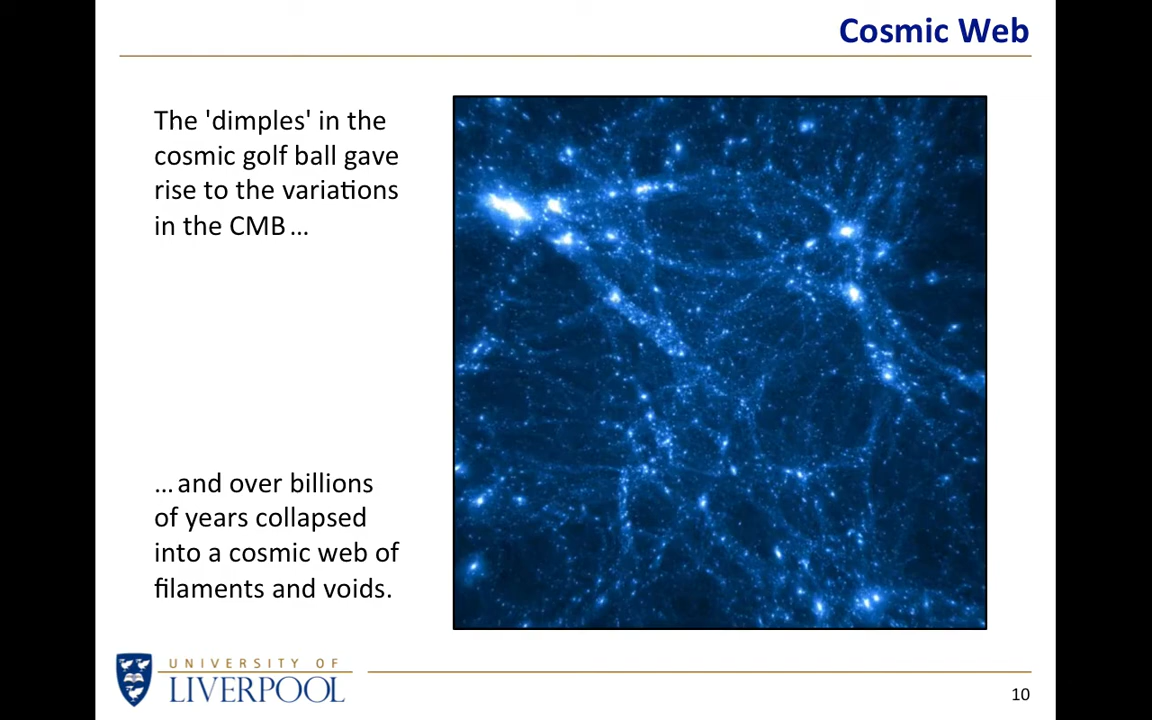 Cosmic Web
The 'dimples' in the
cosmic golf ball gave
rise to the variations
in the CMB …
… and over billions
of years collapsed
into a cosmic web of
filaments and voids.
UNIVERSITY OF
LIVERPOOL
10